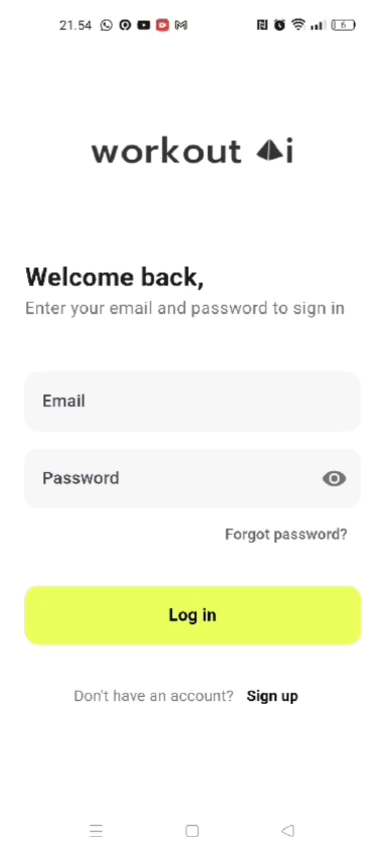 21.54
6
workout Ai
Welcome back,
Enter your email and password to sign in
Email
Password
Forgot password?
Log in
Don't have an account? Sign up